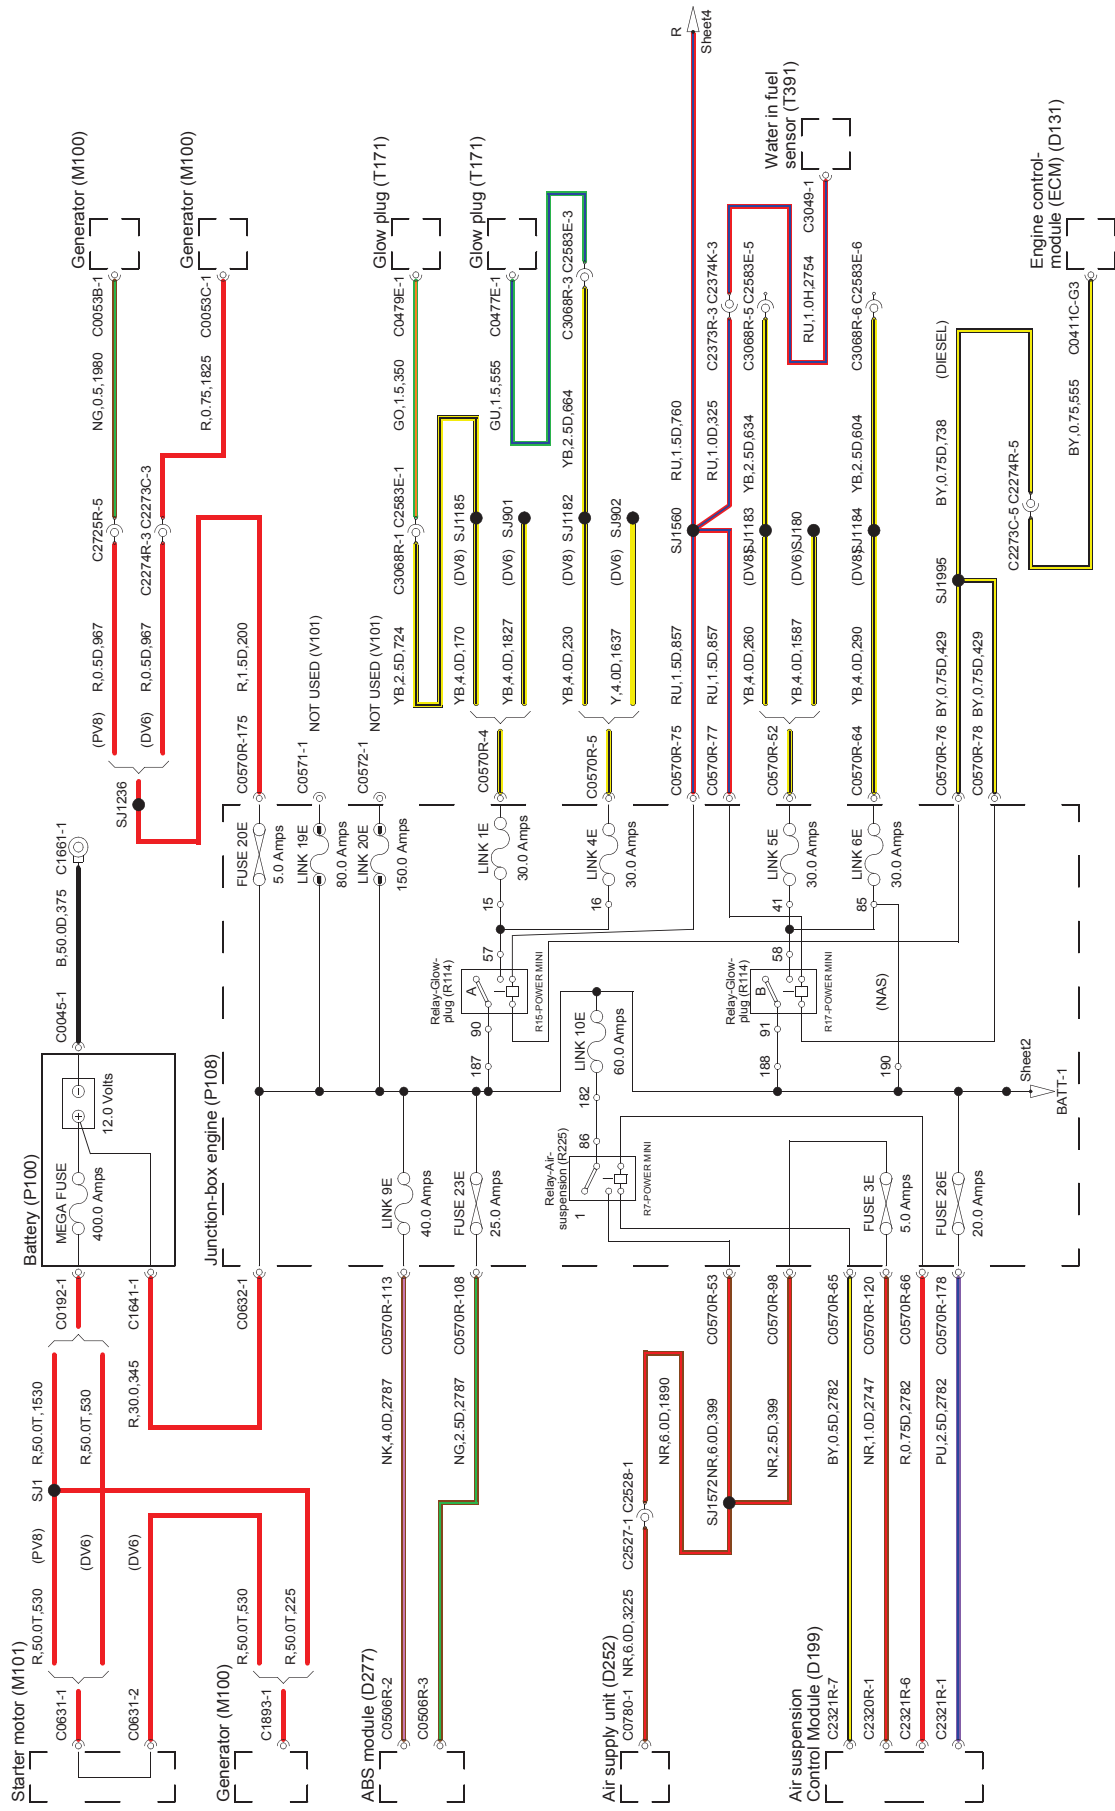 Starter motor (M101)
C0631-1
R,50.0T,530
(PV8)
SJ1
R,50.0T,1530
C0192-1
(DV6)
R,50.0T,530
C0631-2
(DV6)
R,30.0,345
C1641-1
Generator (M100)
C1893-1
R,50.0T,530
R,50.0T,225
C0632-1
Battery (P100)
MEGA FUSE
400.0 Amps
12.0 Volts
C0045-1
B,50.0D,375
C1661-1
SJ1236
(PV8)
R,0.5D,967
C2725R-5
NG,0.5,1980
C0053B-1
Generator (M100)
(DV6)
R,0.5D,967
C2274R-3
C2273C-3
R,0.75,1825
C0053C-1
Generator (M100)
Junction-box engine (P108)
FUSE 20E
5.0 Amps
C0570R-175
R,1.5D,200
LINK 19E
80.0 Amps
C0571-1
NOT USED (V101)
LINK 20E
150.0 Amps
C0572-1
NOT USED (V101)
ABS module (D277)
C0506R-2
NK,4.0D,2787
C0570R-113
LINK 9E
40.0 Amps
C0506R-3
NG,2.5D,2787
C0570R-108
FUSE 23E
25.0 Amps
187
90
Relay-Glow-
plug (R114)
A
R15-POWER MINI
57
15
LINK 1E
30.0 Amps
C0570R-4
YB,2.5D,724
C3068R-1
C2583E-1
GO,1.5,350
C0479E-1
Glow plug (T171)
YB,4.0D,170
(DV8)
SJ1185
YB,4.0D,1827
(DV6)
SJ901
GU,1.5,555
C0477E-1
Glow plug (T171)
16
LINK 4E
30.0 Amps
C0570R-5
YB,4.0D,230
(DV8)
SJ1182
YB,2.5D,664
C3068R-3
C2583E-3
Y,4.0D,1637
(DV6)
SJ902
Air supply unit (D252)
C0780-1
NR,6.0D,3225
C2527-1
C2528-1
NR,6.0D,1890
SJ1572
NR,6.0D,399
C0570R-53
NR,2.5D,399
C0570R-98
1
Relay-Air-
suspension (R225)
R7-POWER MINI
86
182
LINK 10E
60.0 Amps
C0570R-75
RU,1.5D,857
SJ1560
RU,1.5D,760
R
Sheet4
C0570R-77
RU,1.5D,857
RU,1.0D,325
C2373R-3
C2374K-3
RU,1.0H,2754
C3049-1
Water in fuel
sensor (T391)
188
91
Relay-Glow-
plug (R114)
B
R17-POWER MINI
58
41
LINK 5E
30.0 Amps
C0570R-52
YB,4.0D,260
(DV8)
SJ1183
YB,2.5D,634
C3068R-5
C2583E-5
YB,4.0D,1587
(DV6)
SJ180
190
(NAS)
85
LINK 6E
30.0 Amps
C0570R-64
YB,4.0D,290
(DV8)
SJ1184
YB,2.5D,604
C3068R-6
C2583E-6
Air suspension
Control Module (D199)
C2321R-7
BY,0.5D,2782
C0570R-65
C2320R-1
NR,1.0D,2747
C0570R-120
FUSE 3E
5.0 Amps
C2321R-6
R,0.75D,2782
C0570R-66
C2321R-1
PU,2.5D,2782
C0570R-178
FUSE 26E
20.0 Amps
Sheet2
BATT-1
C0570R-76
BY,0.75D,429
SJ1995
BY,0.75D,738
(DIESEL)
C0570R-78
BY,0.75D,429
C2273C-5
C2274R-5
BY,0.75,555
C0411C-G3
Engine control-
module (ECM) (D131)